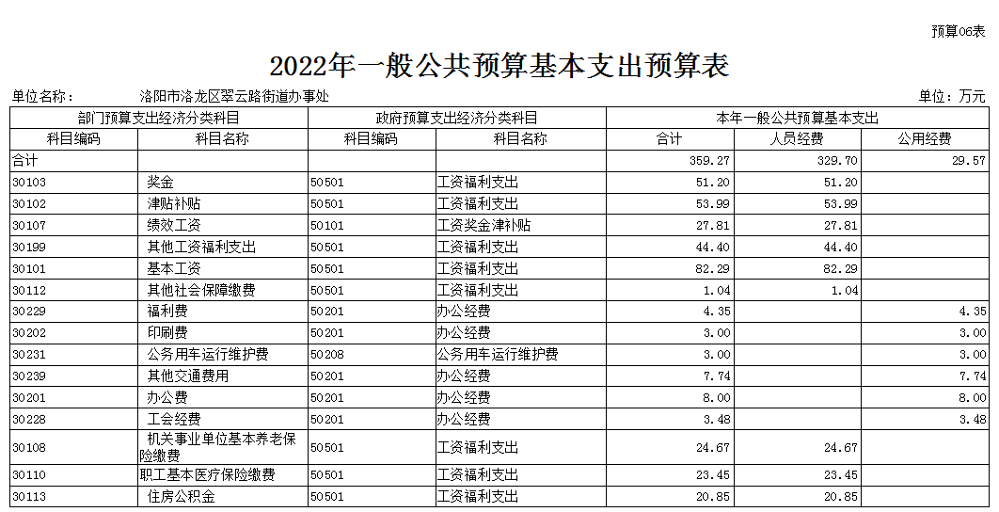 预算06表
2022年一般公共预算基本支出预算表
单位名称： 洛阳市洛龙区翠云路街道办事处 单位：万元
部门预算支出经济分类科目 政府预算支出经济分类科目 本年一般公共预算基本支出
科目编码 科目名称 科目编码 科目名称 合计 人员经费 公用经费
合计 359.27 329.70 29.57
30103 奖金 50501 工资福利支出 51.20 51.20
30102 津贴补贴 50501 工资福利支出 53.99 53.99
30107 绩效工资 50101 工资奖金津补贴 27.81 27.81
30199 其他工资福利支出 50501 工资福利支出 44.40 44.40
30101 基本工资 50501 工资福利支出 82.29 82.29
30112 其他社会保障缴费 50501 工资福利支出 1.04 1.04
30229 福利费 50201 办公经费 4.35 4.35
30202 印刷费 50201 办公经费 3.00 3.00
30231 公务用车运行维护费 50208 公务用车运行维护费 3.00 3.00
30239 其他交通费用 50201 办公经费 7.74 7.74
30201 办公费 50201 办公经费 8.00 8.00
30228 工会经费 50201 办公经费 3.48 3.48
30108 机关事业单位基本养老保
险缴费 50501 工资福利支出 24.67 24.67
30110 职工基本医疗保险缴费 50501 工资福利支出 23.45 23.45
30113 住房公积金 50501 工资福利支出 20.85 20.85